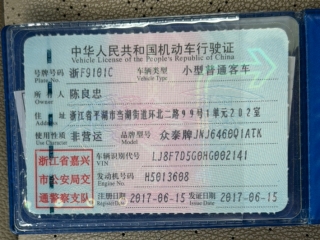 中华人民共和国机动车行驶证
Vehicle License of the People's Republic of China
号牌号码 Plate No. 浙F9101C 车辆类型 Vehicle Type 小型普通客车
所有人 Owner 陈良忠
住址 Address 浙江省平湖市当湖街道环北二路99号1单元202室
使用性质 Use Character 非营运 品牌型号 Model 众泰牌JNJ6460Q1ATK
浙江省嘉兴
市公安局交
通警察支队
车辆识别代号 VIN LJ8F7D5G0HG002141
发动机号码 Engine No. H5013608
注册日期 2017-06-15 发证日期 2017-06-15